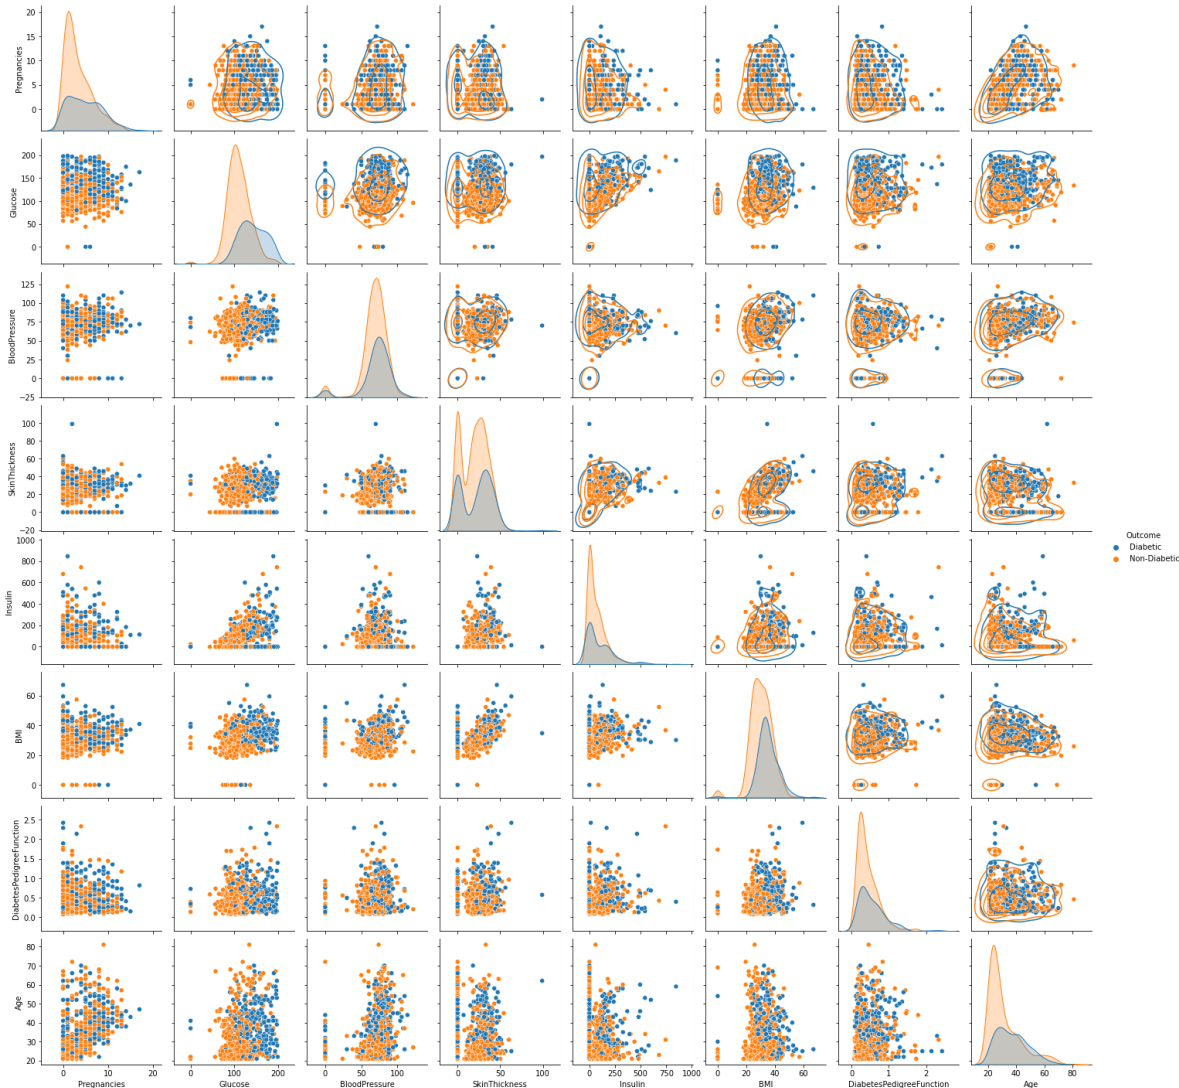 Pregnancies
20
15
10
5
0
Glucose
200
150
100
50
0
BloodPressure
125
100
75
50
25
0
−25
SkinThickness
100
80
60
40
20
0
−20
Insulin
1000
800
600
400
200
0
BMI
60
40
20
0
DiabetesPedigreeFunction
2.5
2.0
1.5
1.0
0.5
0.0
Age
80
70
60
50
40
30
20
0 20
0 100 200
0 50 100
0 50 100
0 250 500 750 1000
0 20 40 60
0 1 2
20 40 60 80
Pregnancies Glucose BloodPressure SkinThickness Insulin BMI DiabetesPedigreeFunction Age
Outcome
Diabetic
Non-Diabetic